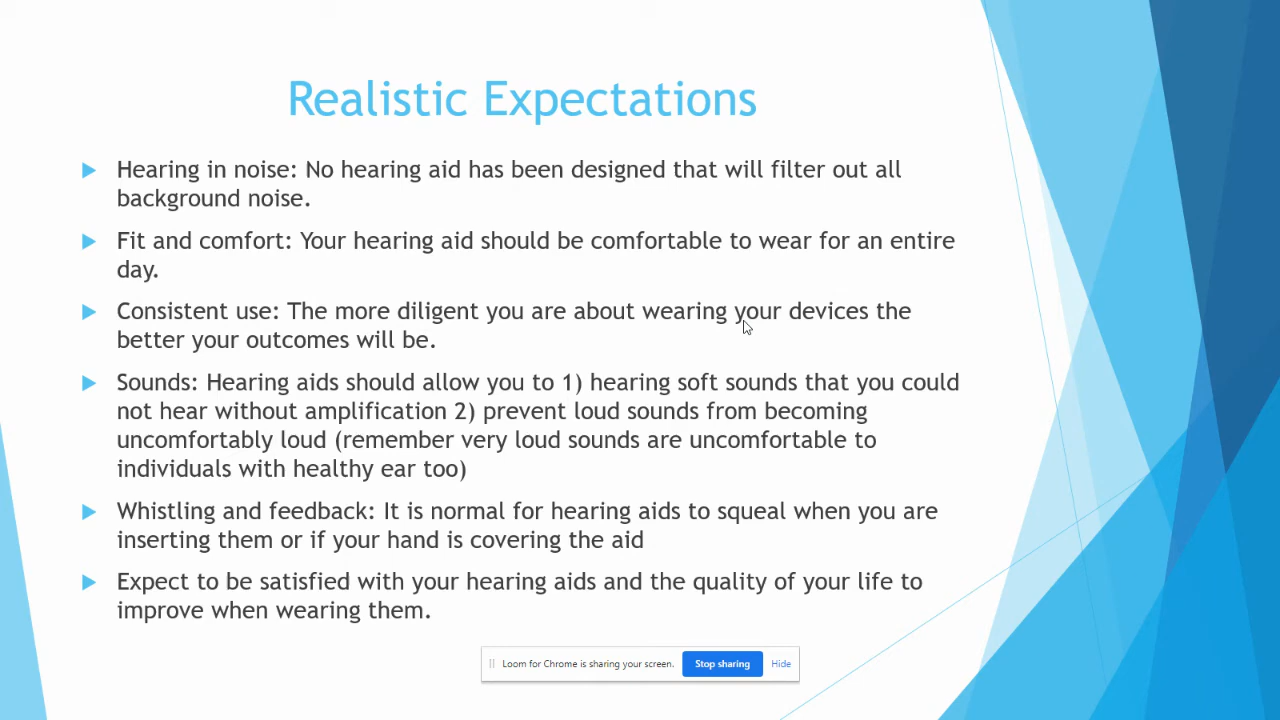 Realistic Expectations
Hearing in noise: No hearing aid has been designed that will filter out all
background noise.
Fit and comfort: Your hearing aid should be comfortable to wear for an entire
day.
Consistent use: The more diligent you are about wearing your devices the
better your outcomes will be.
Sounds: Hearing aids should allow you to 1) hearing soft sounds that you could
not hear without amplification 2) prevent loud sounds from becoming
uncomfortably loud (remember very loud sounds are uncomfortable to
individuals with healthy ear too)
Whistling and feedback: It is normal for hearing aids to squeal when you are
inserting them or if your hand is covering the aid
Expect to be satisfied with your hearing aids and the quality of your life to
improve when wearing them.
Loom for Chrome is sharing your screen. Stop sharing Hide